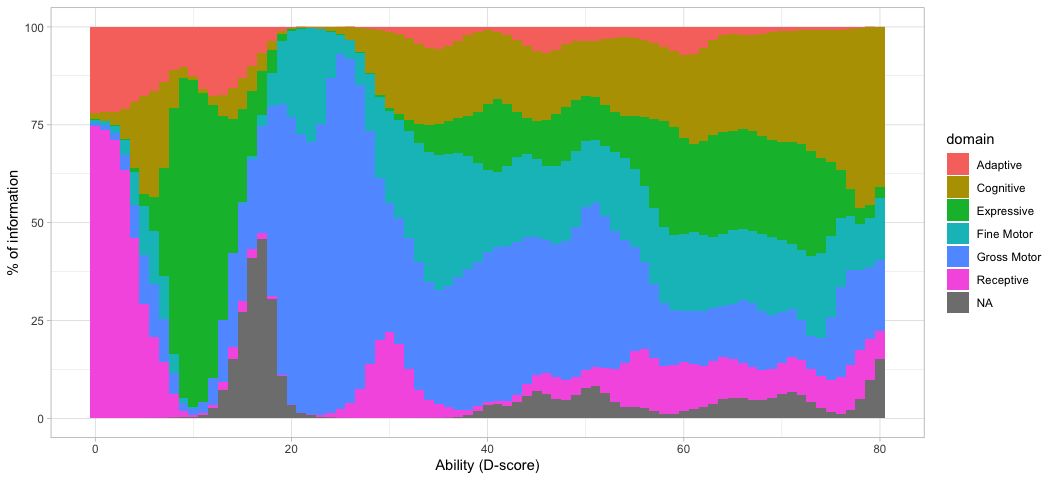 100
75
50
25
0
% of information
0 20 40 60 80
Ability (D-score)
domain
Adaptive
Cognitive
Expressive
Fine Motor
Gross Motor
Receptive
NA